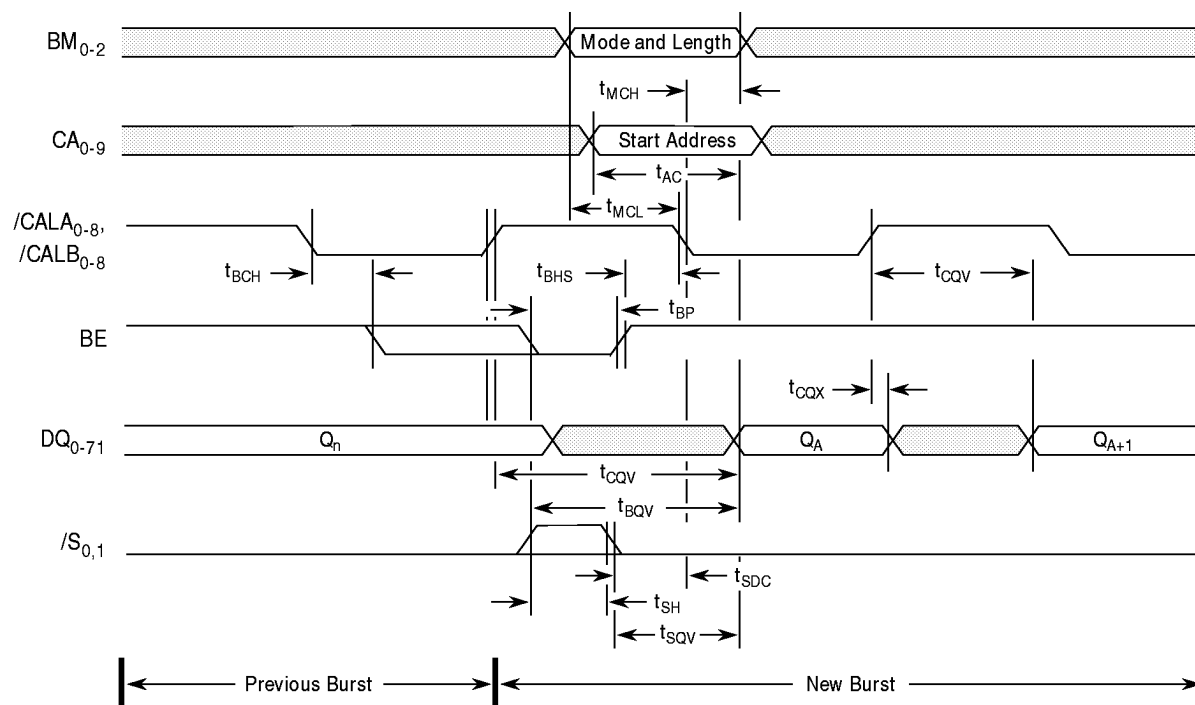 BM0-2
Mode and Length
tMCH
CA0-9
Start Address
tAC
tMCL
/CALA0-8,
/CALB0-8
tBCH
tBHS
tCQV
tBP
BE
tCQX
DQ0-71
Qn
QA
QA+1
tCQV
tBQV
/S0,1
tSDC
tSH
tSQV
Previous Burst
New Burst